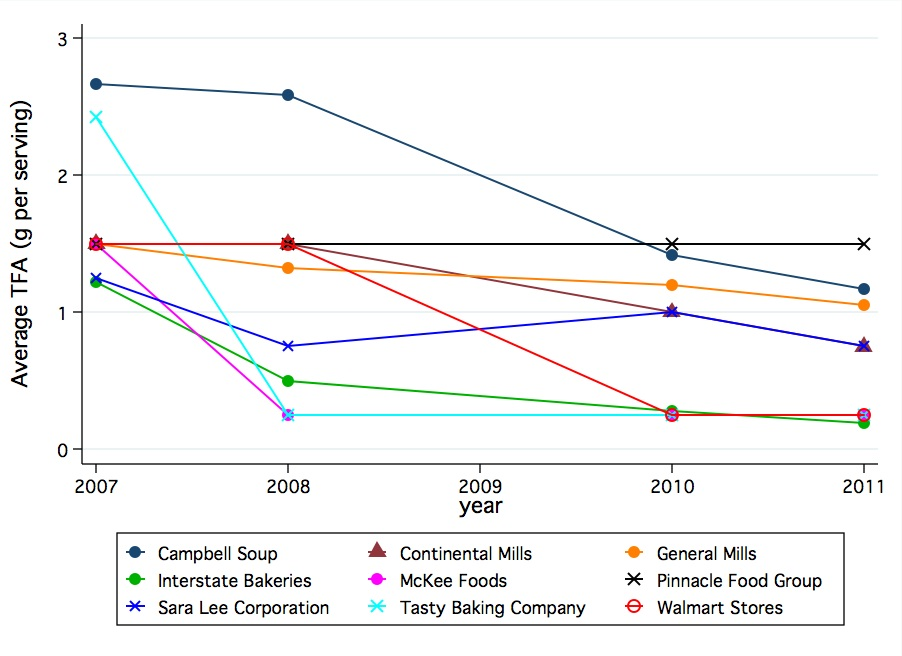 Average TFA (g per serving)
3
2
1
0
2007 2008 2009 2010 2011
year
Campbell Soup Continental Mills General Mills
Interstate Bakeries McKee Foods Pinnacle Food Group
Sara Lee Corporation Tasty Baking Company Walmart Stores